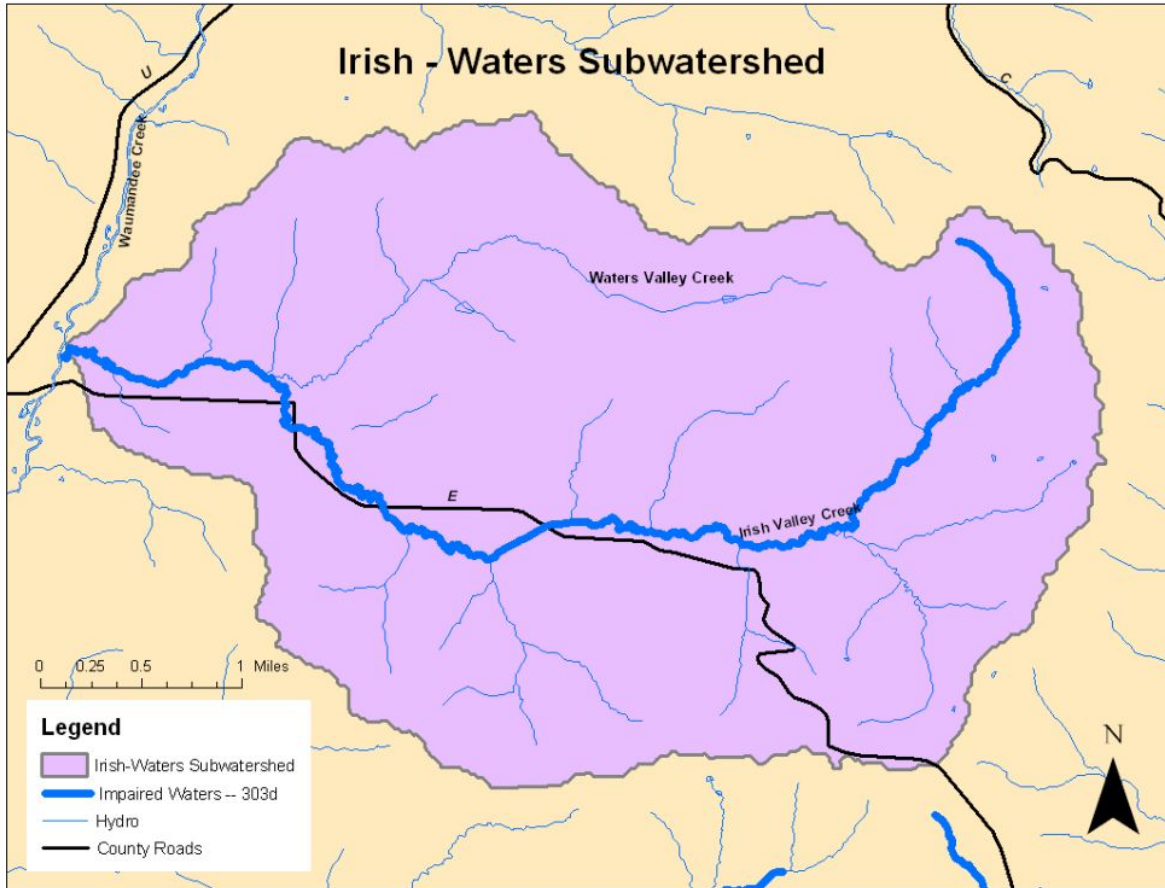 Irish - Waters Subwatershed
U
C
Waumandee Creek
Waters Valley Creek
E
Irish Valley Creek
0 0.25 0.5 1 Miles
Legend
Irish-Waters Subwatershed
Impaired Waters -- 303d
Hydro
County Roads
N